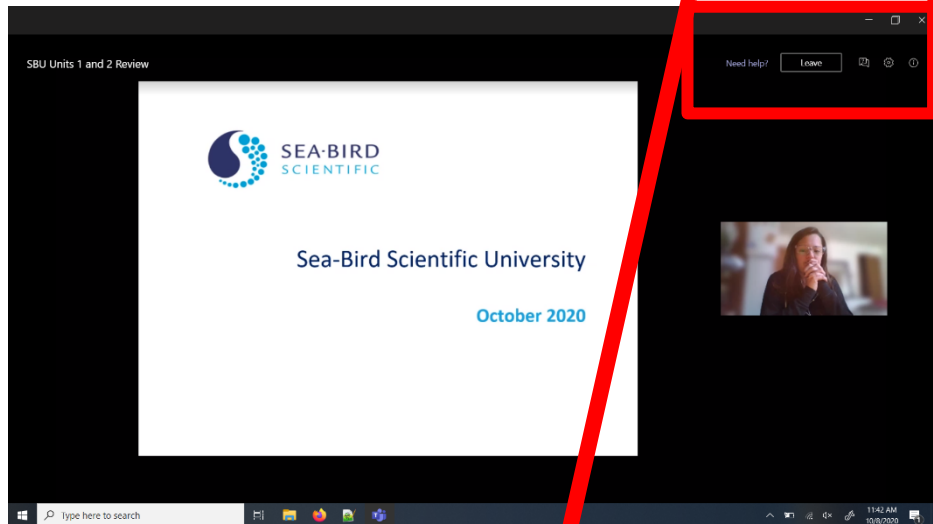 SBU Units 1 and 2 Review
Need help?
Leave
SEA·BIRD
SCIENTIFIC
Sea-Bird Scientific University
October 2020
Type here to search
11:42 AM
10/8/2020